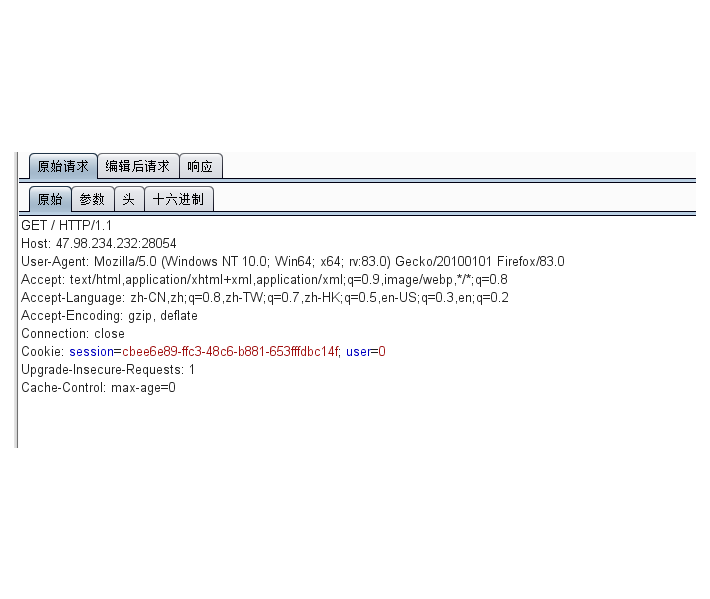 原始请求 编辑后请求 响应
原始 参数 头 十六进制
GET / HTTP/1.1
Host: 47.98.234.232:28054
User-Agent: Mozilla/5.0 (Windows NT 10.0; Win64; x64; rv:83.0) Gecko/20100101 Firefox/83.0
Accept: text/html,application/xhtml+xml,application/xml;q=0.9,image/webp,*/*;q=0.8
Accept-Language: zh-CN,zh;q=0.8,zh-TW;q=0.7,zh-HK;q=0.5,en-US;q=0.3,en;q=0.2
Accept-Encoding: gzip, deflate
Connection: close
Cookie: session=cbee6e89-ffc3-48c6-b881-653fffdbc14f; user=0
Upgrade-Insecure-Requests: 1
Cache-Control: max-age=0